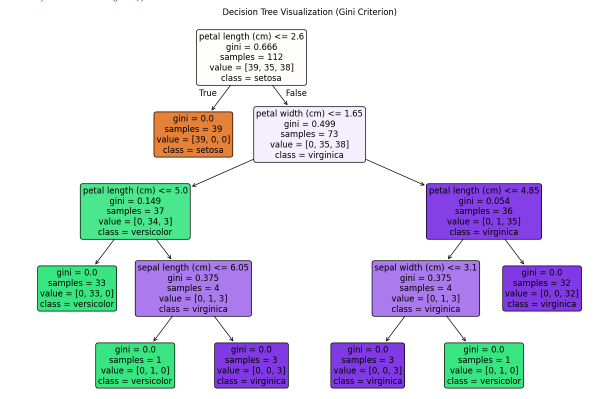 Decision Tree Visualization (Gini Criterion)
petal length (cm) <= 2.6
gini = 0.666
samples = 112
value = [39, 35, 38]
class = setosa
True
False
gini = 0.0
samples = 39
value = [39, 0, 0]
class = setosa
petal width (cm) <= 1.65
gini = 0.499
samples = 73
value = [0, 35, 38]
class = virginica
petal length (cm) <= 5.0
gini = 0.149
samples = 37
value = [0, 34, 3]
class = versicolor
petal length (cm) <= 4.85
gini = 0.054
samples = 36
value = [0, 1, 35]
class = virginica
gini = 0.0
samples = 33
value = [0, 33, 0]
class = versicolor
sepal length (cm) <= 6.05
gini = 0.375
samples = 4
value = [0, 1, 3]
class = virginica
sepal width (cm) <= 3.1
gini = 0.375
samples = 4
value = [0, 1, 3]
class = virginica
gini = 0.0
samples = 32
value = [0, 0, 32]
class = virginica
gini = 0.0
samples = 1
value = [0, 1, 0]
class = versicolor
gini = 0.0
samples = 3
value = [0, 0, 3]
class = virginica
gini = 0.0
samples = 3
value = [0, 0, 3]
class = virginica
gini = 0.0
samples = 1
value = [0, 1, 0]
class = versicolor